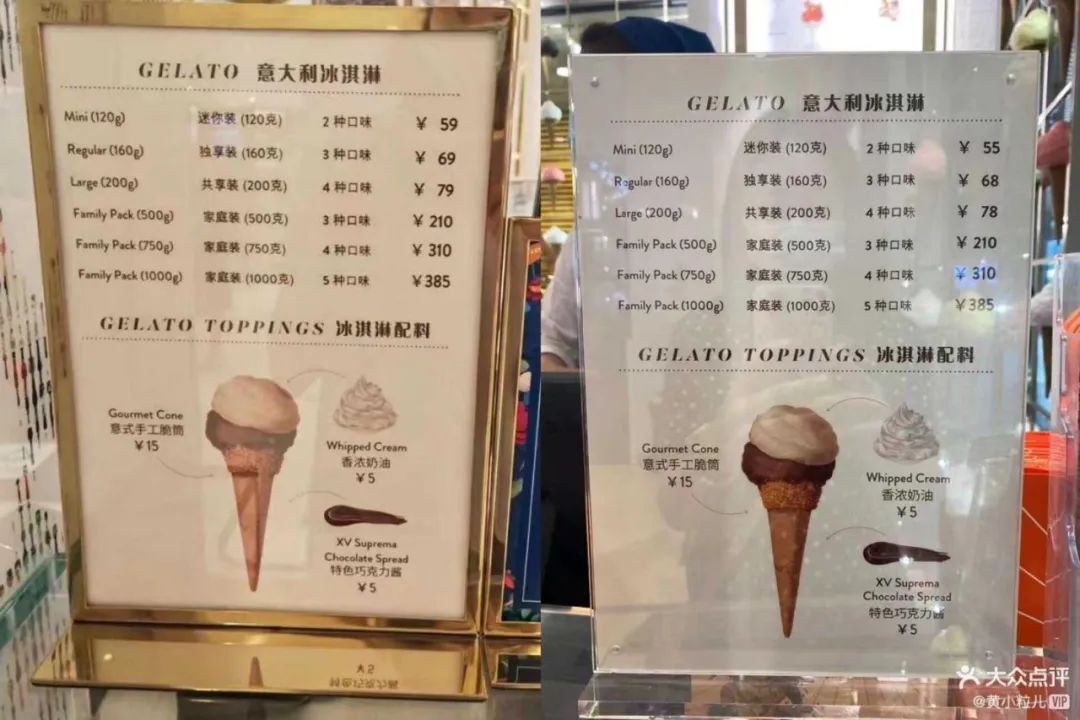 GELATO 意大利冰淇淋
Mini (120g) 迷你装 (120克) 2 种口味 ¥ 59
Regular (160g) 独享装 (160克) 3 种口味 ¥ 69
Large (200g) 共享装 (200克) 4 种口味 ¥ 79
Family Pack (500g) 家庭装 (500克) 3 种口味 ¥ 210
Family Pack (750g) 家庭装 (750克) 4 种口味 ¥ 310
Family Pack (1000g) 家庭装 (1000克) 5 种口味 ¥385
GELATO TOPPINGS 冰淇淋配料
Gourmet Cone
意式手工脆筒
¥15
Whipped Cream
香浓奶油
¥5
XV Suprema
Chocolate Spread
特色巧克力酱
¥5
GELATO 意大利冰淇淋
Mini (120g) 迷你装 (120克) 2 种口味 ¥ 55
Regular (160g) 独享装 (160克) 3 种口味 ¥ 68
Large (200g) 共享装 (200克) 4 种口味 ¥ 78
Family Pack (500g) 家庭装 (500克) 3 种口味 ¥ 210
Family Pack (750g) 家庭装 (750克) 4 种口味 ¥ 310
Family Pack (1000g) 家庭装 (1000克) 5 种口味 ¥385
GELATO TOPPINGS 冰淇淋配料
Gourmet Cone
意式手工脆筒
¥15
Whipped Cream
香浓奶油
¥5
XV Suprema
Chocolate Spread
特色巧克力酱
¥5
大众点评
@黄小粒儿 VIP